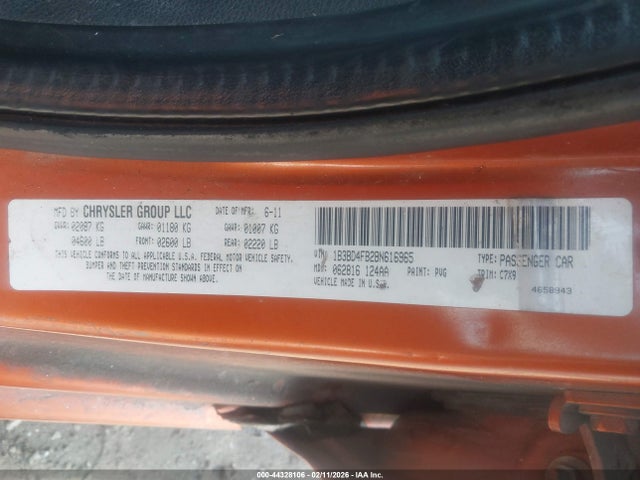 MFD BY CHRYSLER GROUP LLC DATE OF MFR: 6-11
GVWR: 02087 KG GAWR: 01180 KG GAWR: 01007 KG
04600 LB FRONT: 02600 LB REAR: 02220 LB
THIS VEHICLE CONFORMS TO ALL APPLICABLE U.S.A. FEDERAL MOTOR VEHICLE SAFETY,
BUMPER AND THEFT PREVENTION STANDARDS IN EFFECT ON THE
DATE OF MANUFACTURE SHOWN ABOVE.
VIN: 1B3BD4FB2BN616965 TYPE: PASSENGER CAR
MDH: 062816 124AA PAINT: PVG TRIM: C7X9
VEHICLE MADE IN U.S.A.
4658943
000-44328106 - 02/11/2026 - IAA Inc.